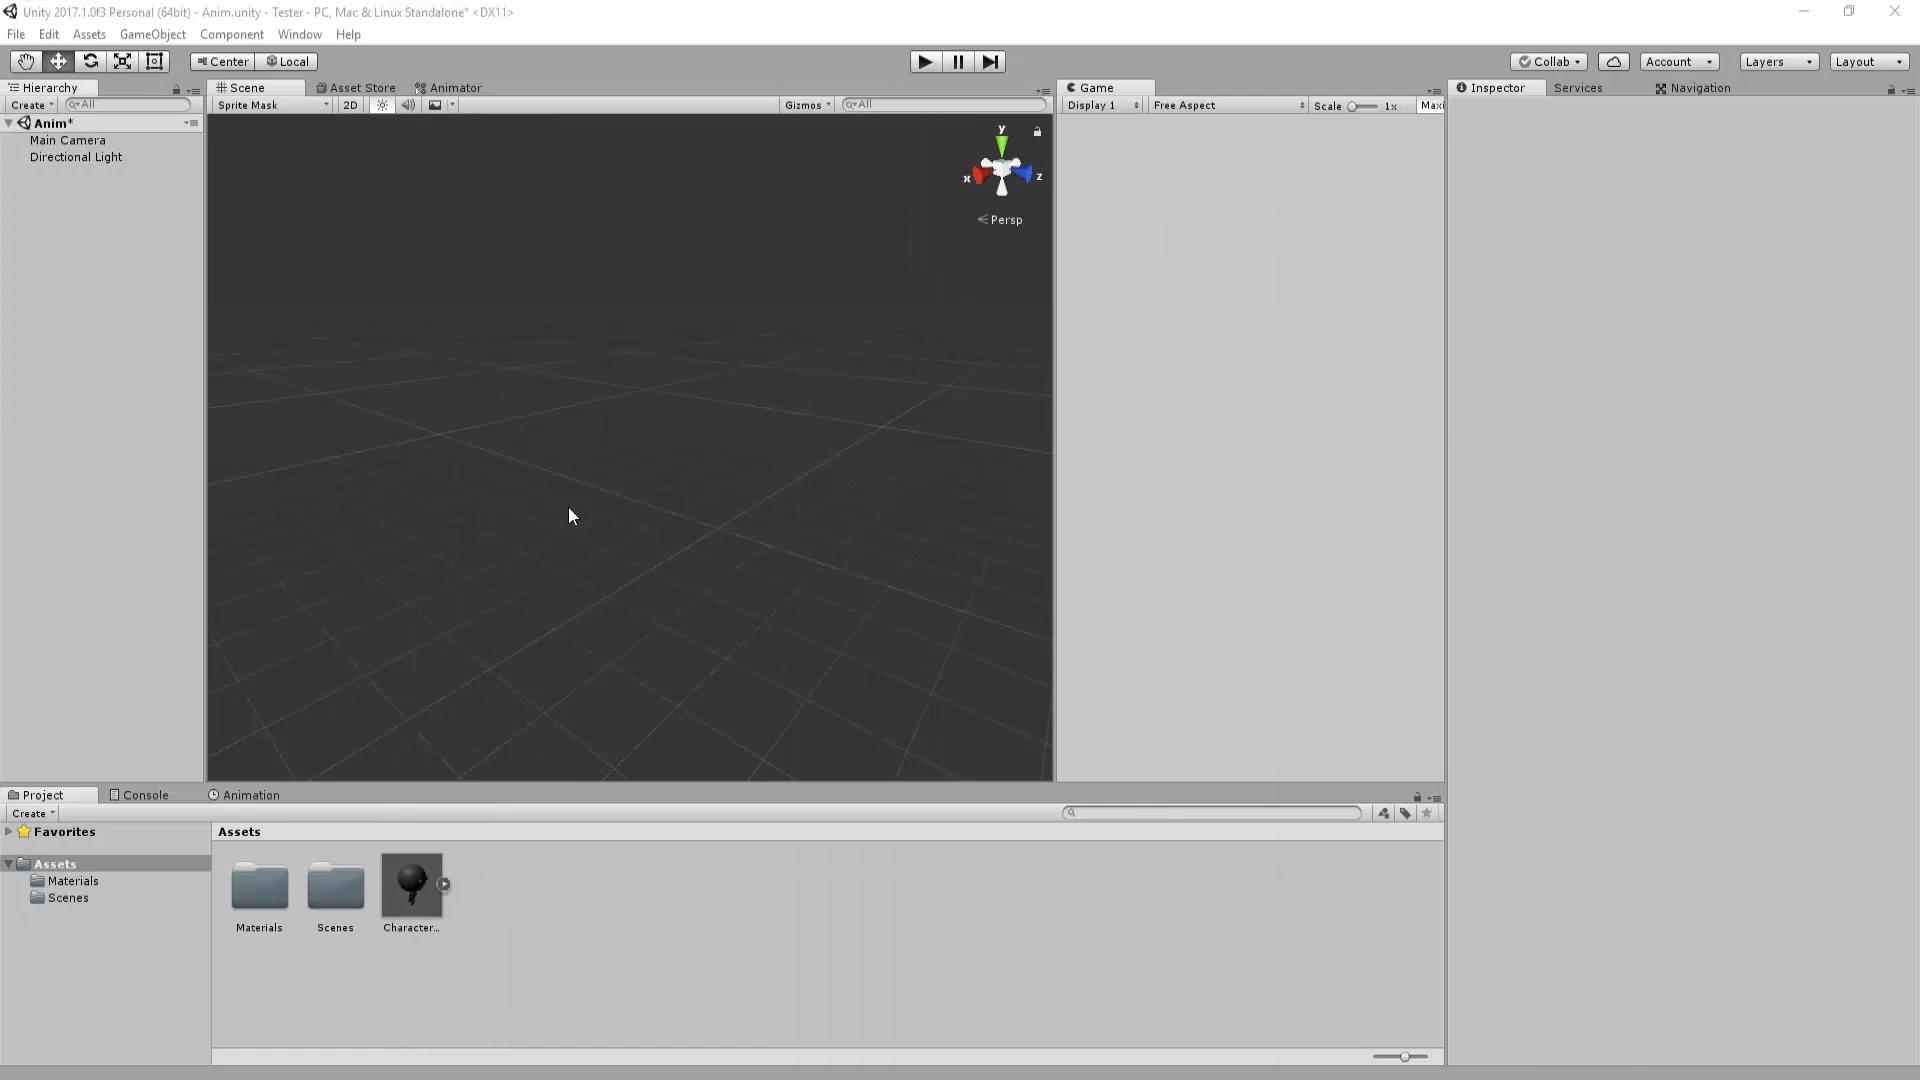 Unity 2017.1.0f3 Personal (64bit) - Anim.unity - Tester - PC, Mac & Linux Standalone* <DX11>
File Edit Assets GameObject Component Window Help
Center Local Collab Account Layers Layout
Hierarchy Scene Asset Store Animator Game Inspector Services Navigation
Create All Sprite Mask 2D Gizmos All Display 1 Free Aspect Scale 1x Maxi
Anim*
Main Camera
Directional Light
y
x z
Persp
Project Console Animation
Create
Favorites
Assets
Assets
Materials
Scenes
Materials Scenes Character...